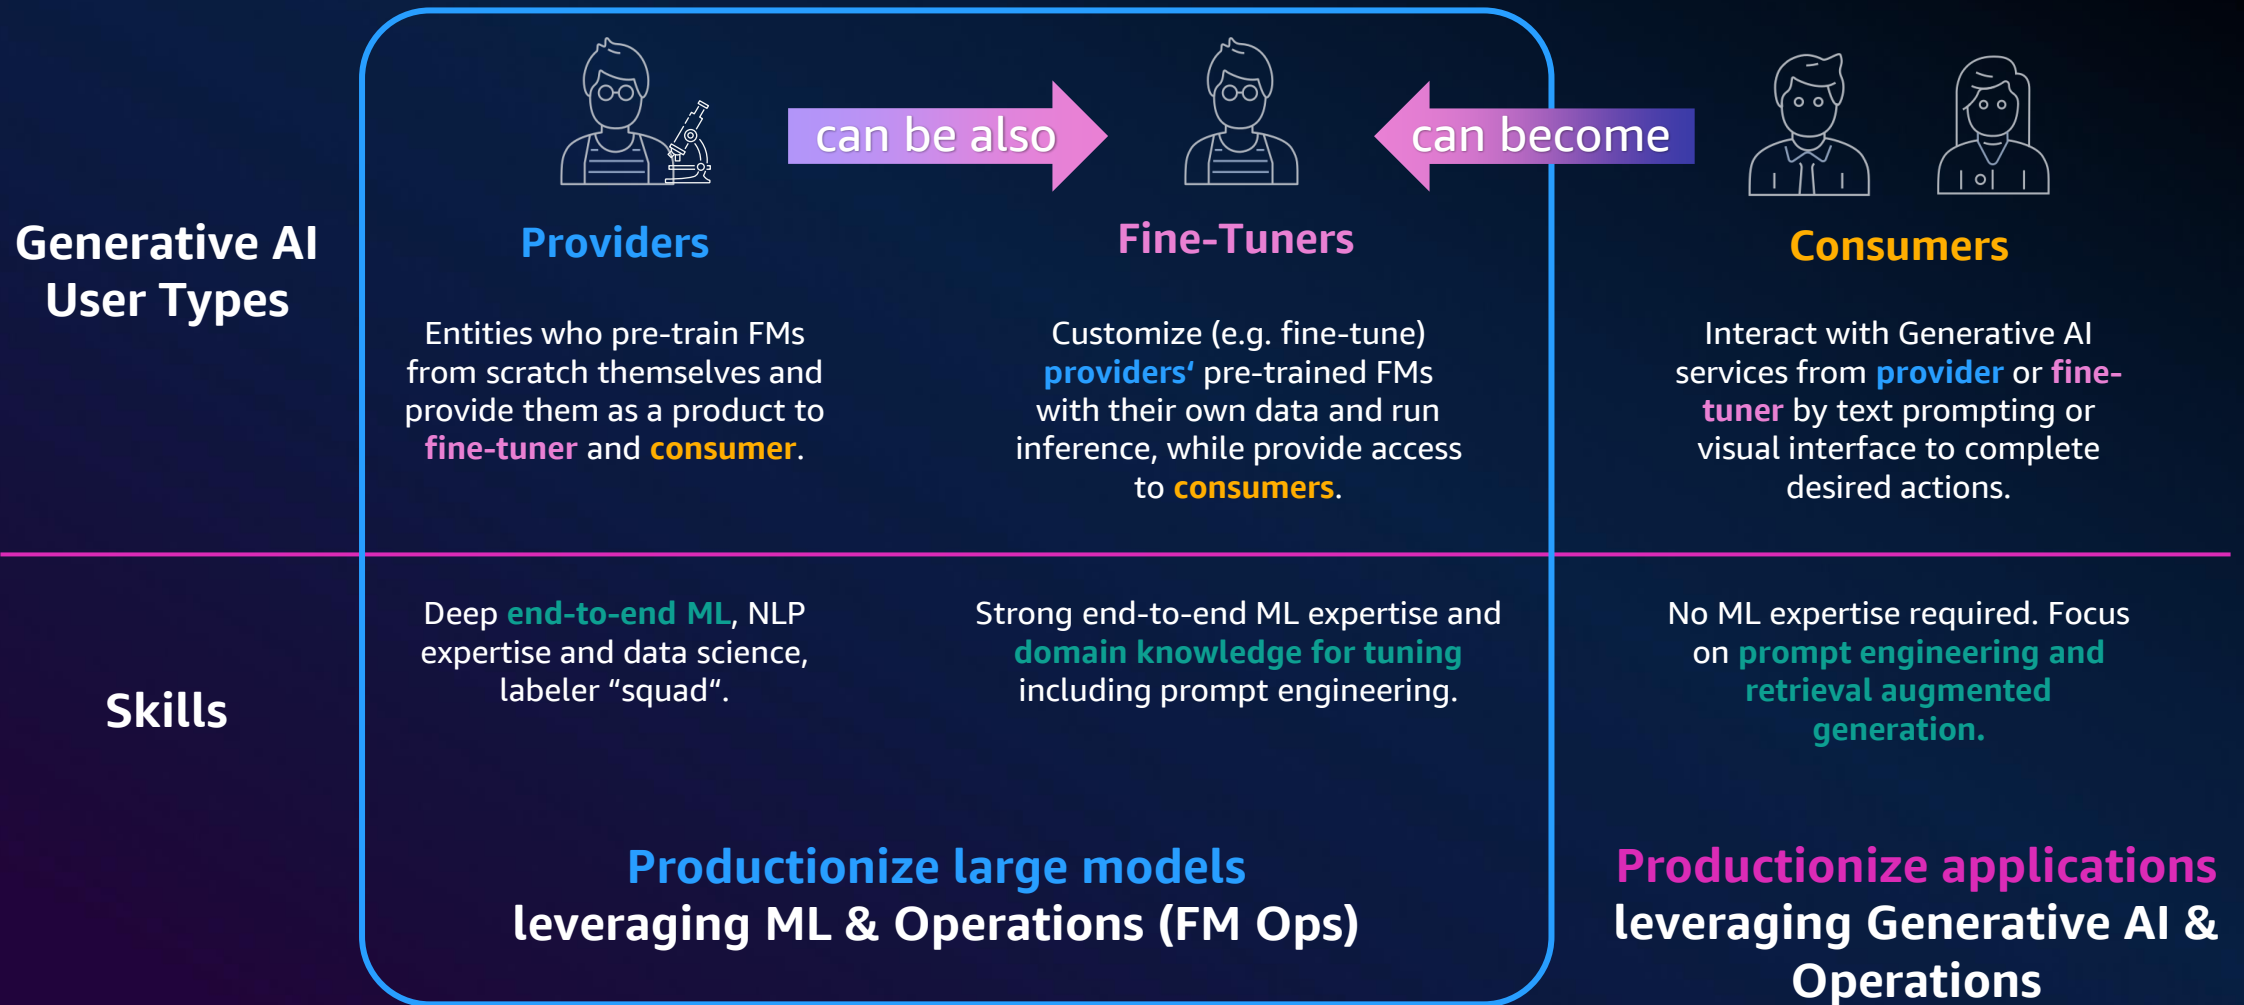 can be also
can become
Generative AI
User Types
Providers
Fine-Tuners
Consumers
Entities who pre-train FMs
from scratch themselves and
provide them as a product to
fine-tuner and consumer.
Customize (e.g. fine-tune)
providers‘ pre-trained FMs
with their own data and run
inference, while provide access
to consumers.
Interact with Generative AI
services from provider or fine-
tuner by text prompting or
visual interface to complete
desired actions.
Skills
Deep end-to-end ML, NLP
expertise and data science,
labeler “squad“.
Strong end-to-end ML expertise and
domain knowledge for tuning
including prompt engineering.
No ML expertise required. Focus
on prompt engineering and
retrieval augmented
generation.
Productionize large models
leveraging ML & Operations (FM Ops)
Productionize applications
leveraging Generative AI &
Operations